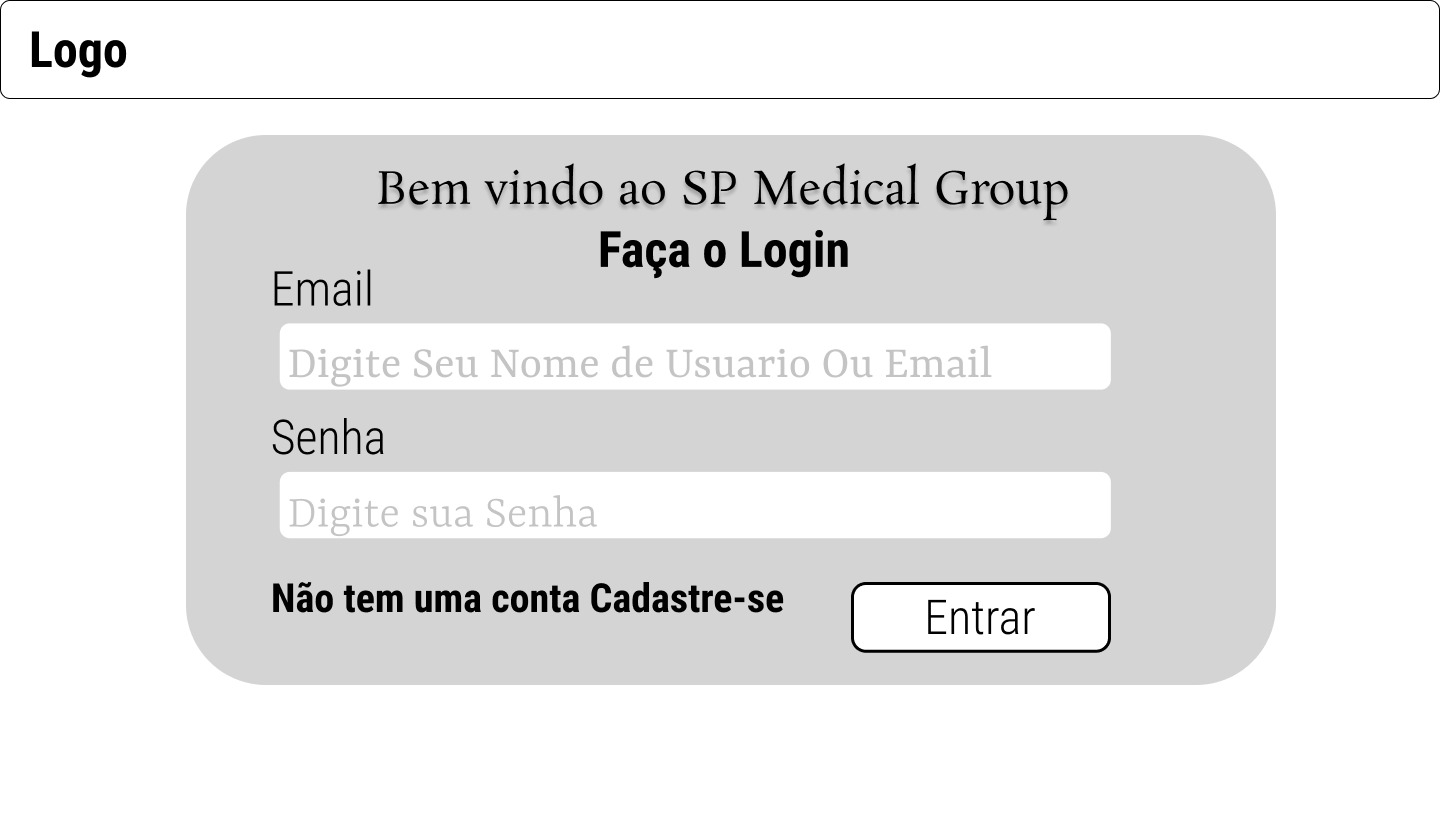 Logo
Bem vindo ao SP Medical Group
Faça o Login
Email
Digite Seu Nome de Usuario Ou Email
Senha
Digite sua Senha
Não tem uma conta Cadastre-se
Entrar